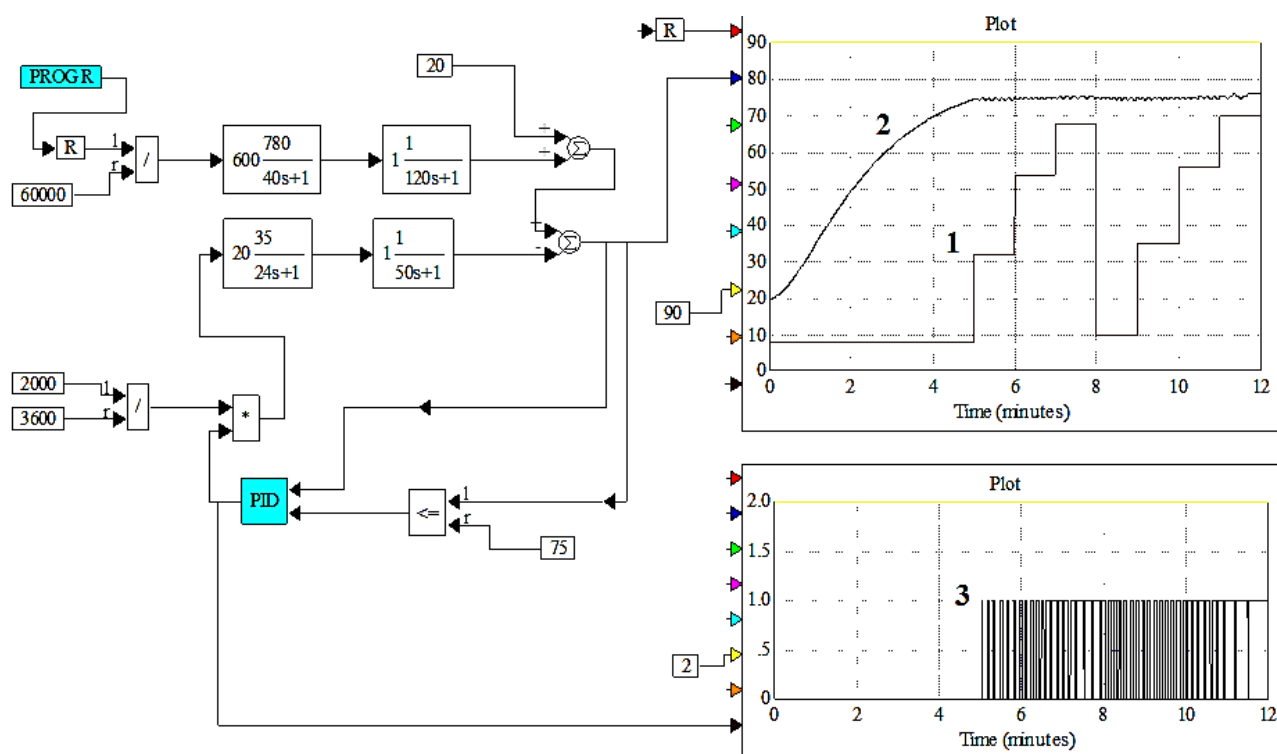 PROGR
R
60000
l
r
/
600 780
40s+1
1 1
120s+1
20
+
+
Σ
20 35
24s+1
1 1
50s+1
+
-
Σ
2000
3600
l
r
/
*
PID
<=
l
r
75
R
90
Plot
90
80
70
60
50
40
30
20
10
0
2
1
0 2 4 6 8 10 12
Time (minutes)
2
Plot
2.0
1.5
1.0
.5
0
3
0 2 4 6 8 10 12
Time (minutes)